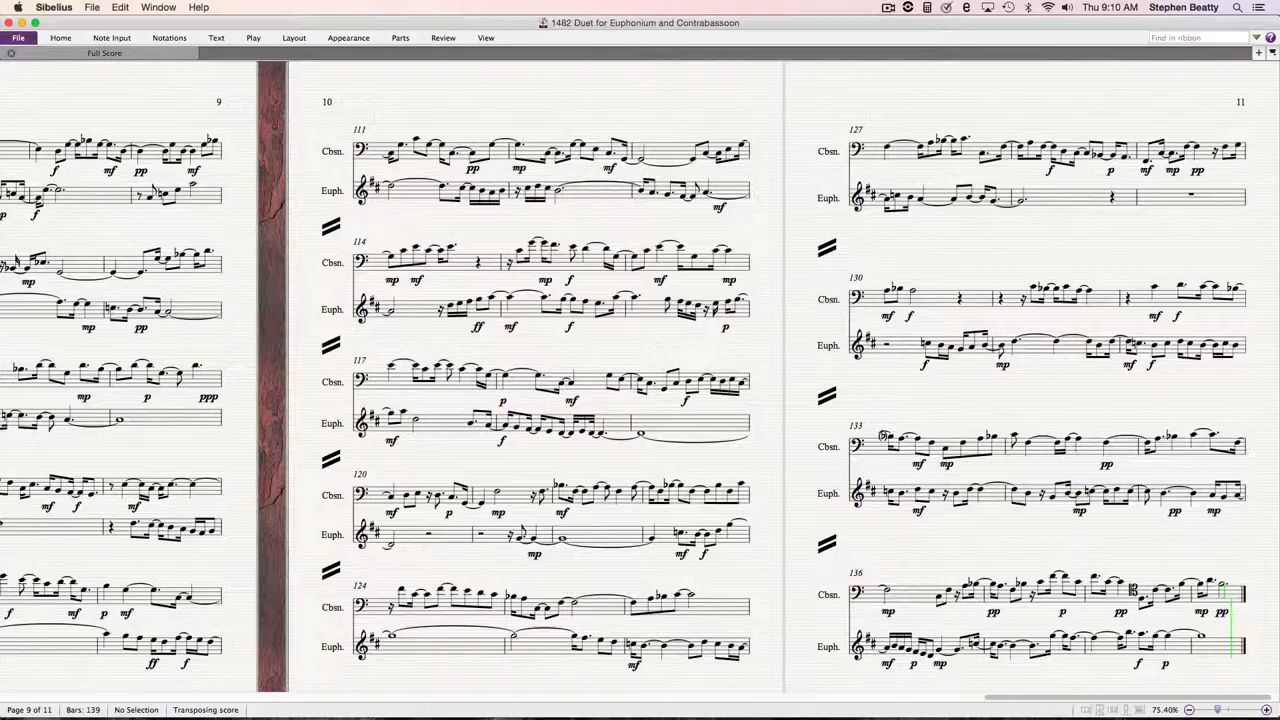 Sibelius File Edit Window Help Thu 9:10 AM Stephen Beatty
1482 Duet for Euphonium and Contrabassoon
File Home Note Input Notations Text Play Layout Appearance Parts Review View Find in ribbon
Full Score
9 10 11
111 127
Cbsn. Cbsn.
f mf pp mf pp mp mf f p mf mp pp
Euph. Euph.
p f mf
114
Cbsn. 130
mp mp mf mp f mf mp Cbsn.
mf f mf f
Euph. Euph.
mp pp ff mf f p f mp mf f
117
Cbsn.
mp p ppp p mf f
133
Euph. Cbsn.
mf f mf mp pp
120
Cbsn. Euph.
mf f mf p mp mf mf mp pp mp
Euph.
mp mf f
124 136
Cbsn. Cbsn.
f mf p mf mp pp p pp mp pp
Euph. Euph.
ff f mf mf p mp f p
Page 9 of 11 Bars: 139 No Selection Transposing score 75.40%